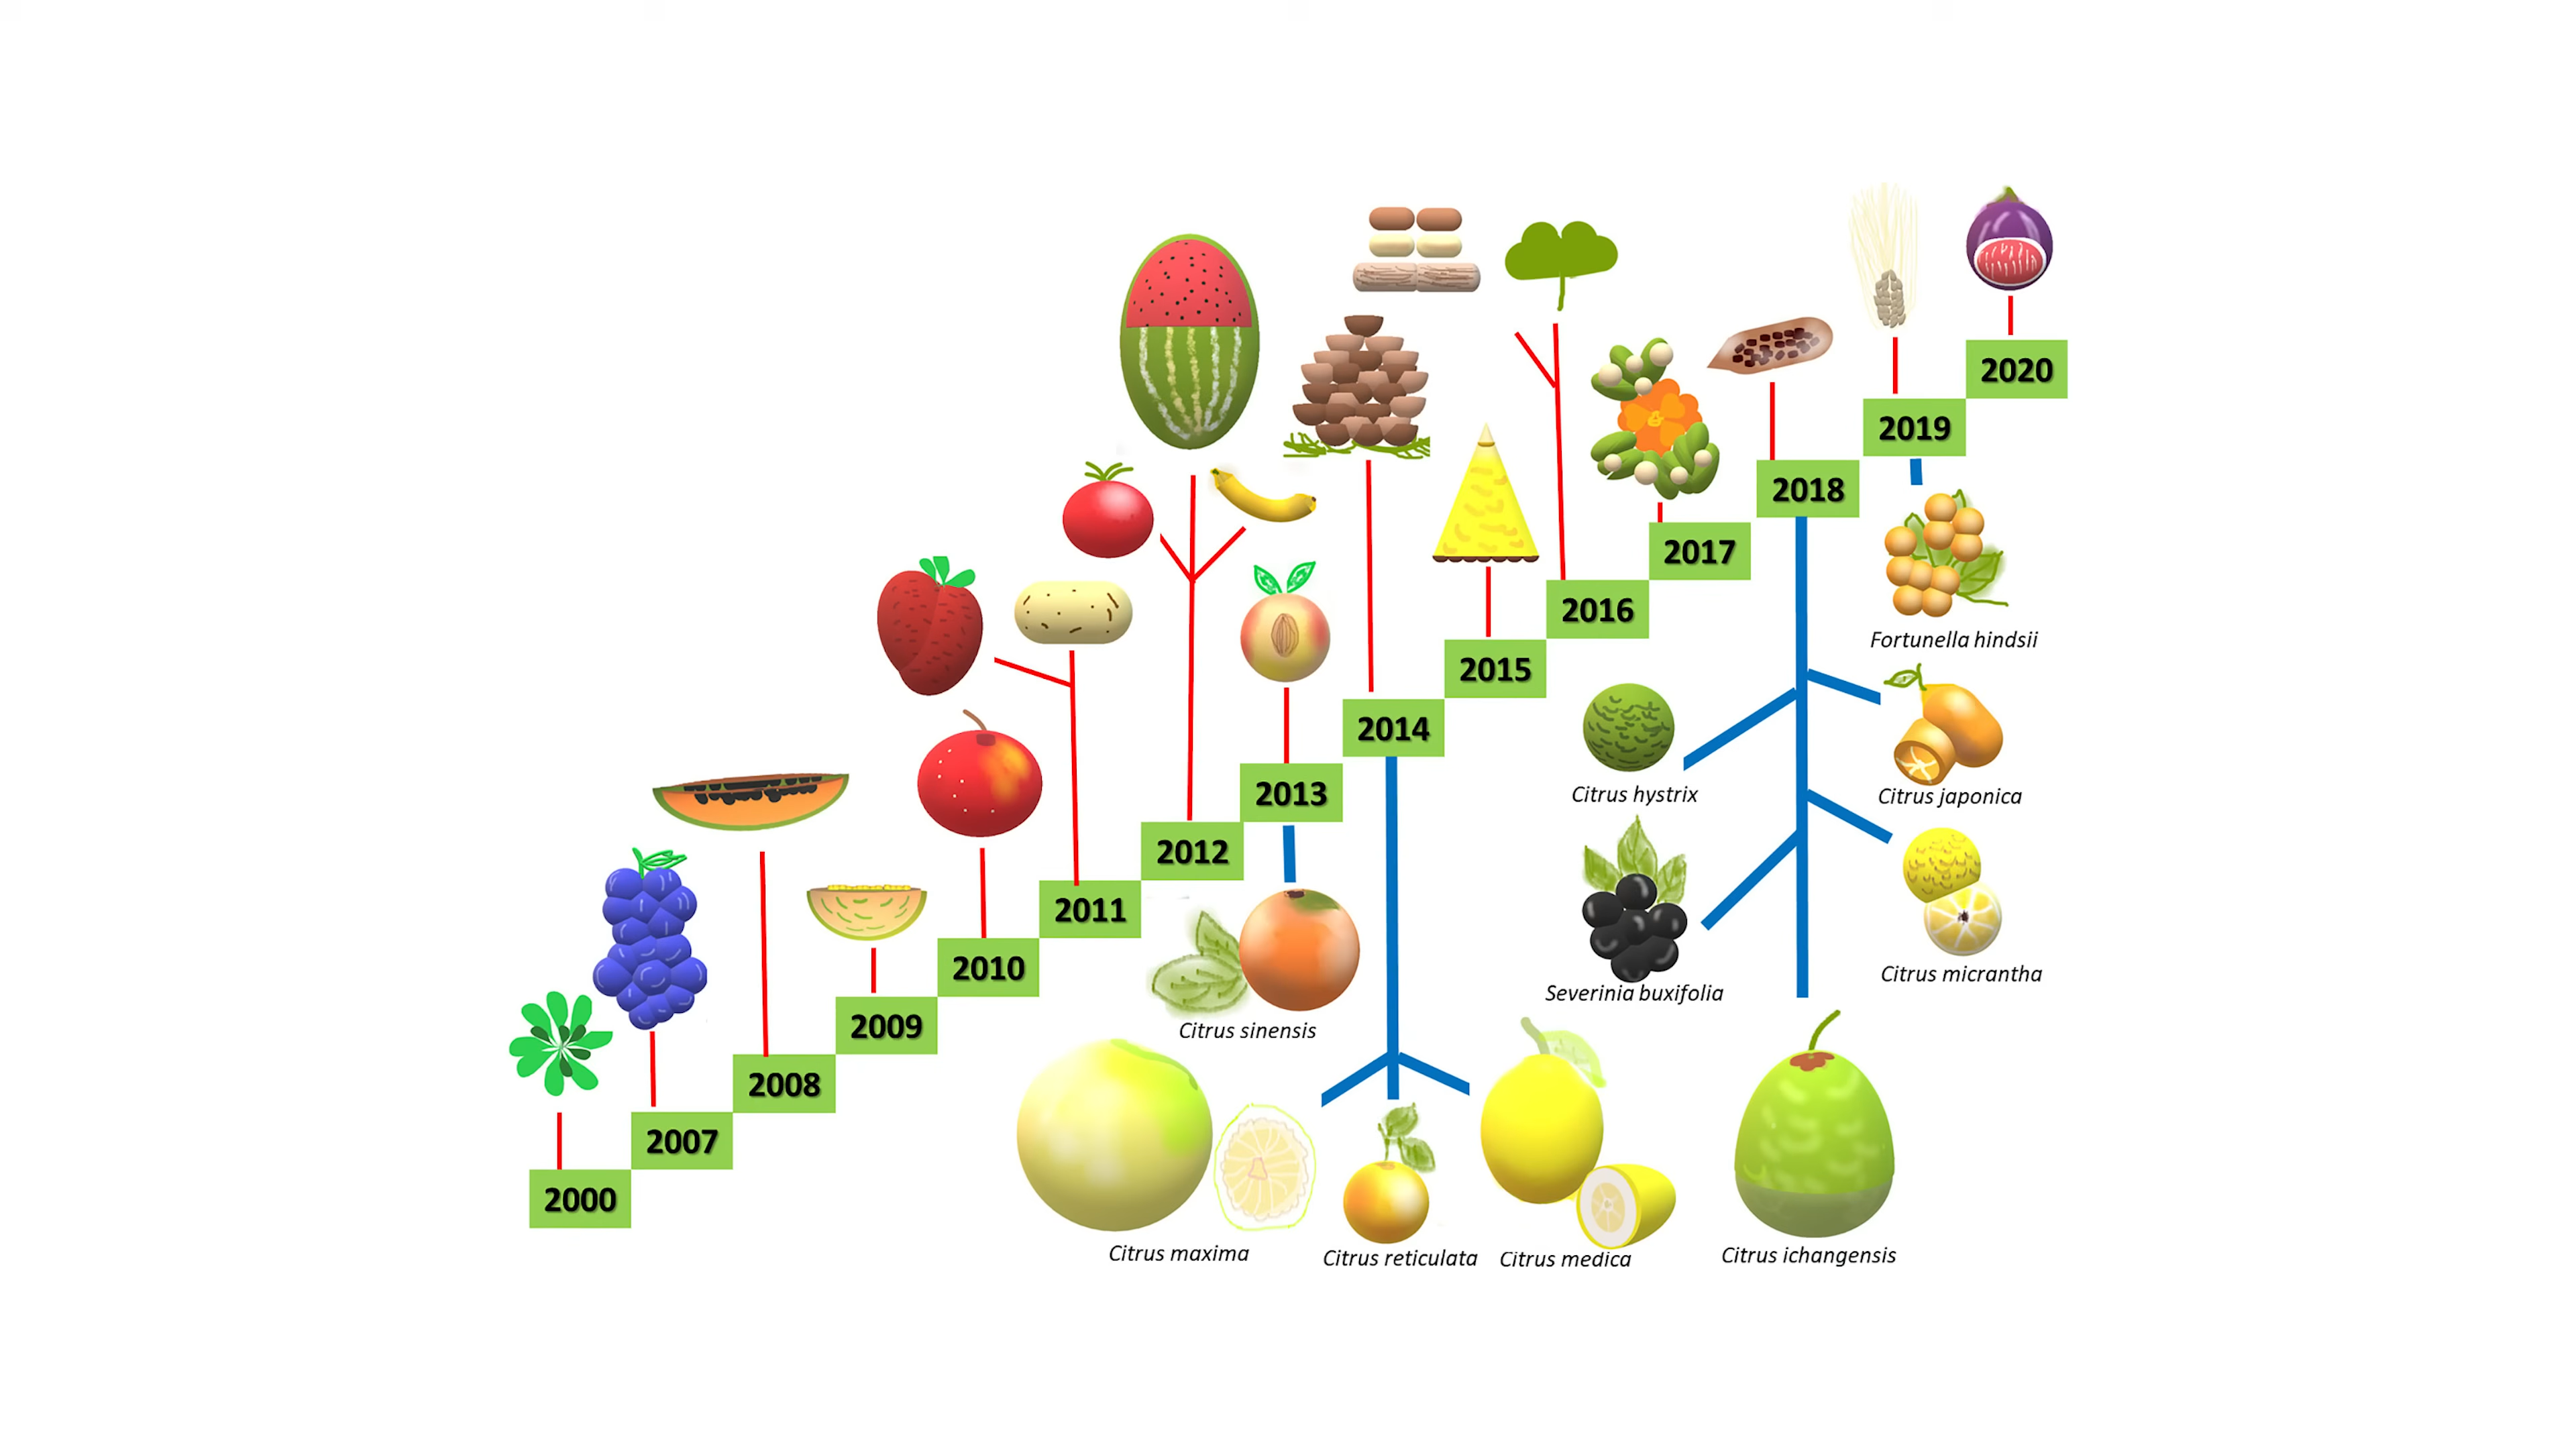 2020
2019
2018
2017
Fortunella hindsii
2016
2015
2014
2013
Citrus hystrix
Citrus japonica
2012
2011
2010
Citrus micrantha
Severinia buxifolia
2009
Citrus sinensis
2008
2007
2000
Citrus maxima
Citrus reticulata
Citrus medica
Citrus ichangensis